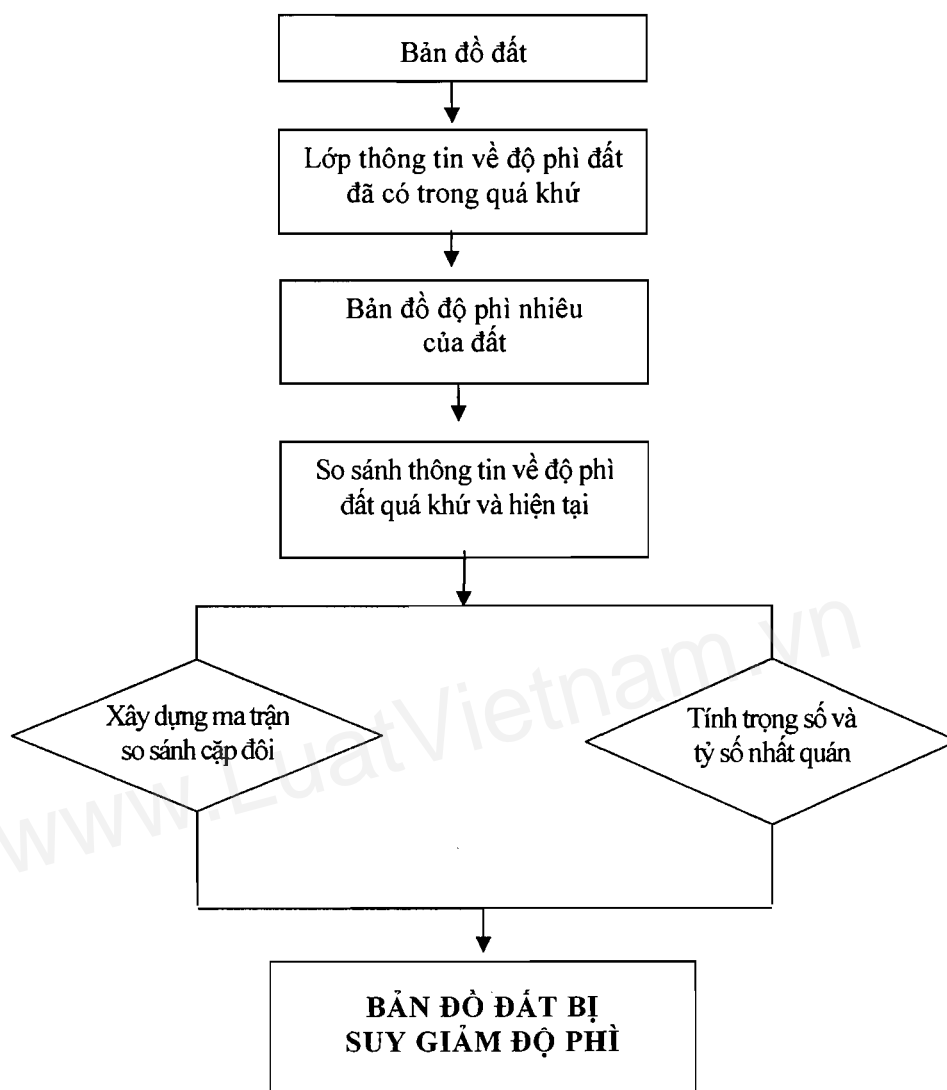 Bản đồ đất
Lớp thông tin về độ phì đất
đã có trong quá khứ
Bản đồ độ phì nhiêu
của đất
So sánh thông tin về độ phì
đất quá khứ và hiện tại
Xây dựng ma trận
so sánh cặp đôi
Tính trọng số và
tỷ số nhất quán
www.LuatVietnam.vn
BẢN ĐỒ ĐẤT BỊ
SUY GIẢM ĐỘ PHÌ